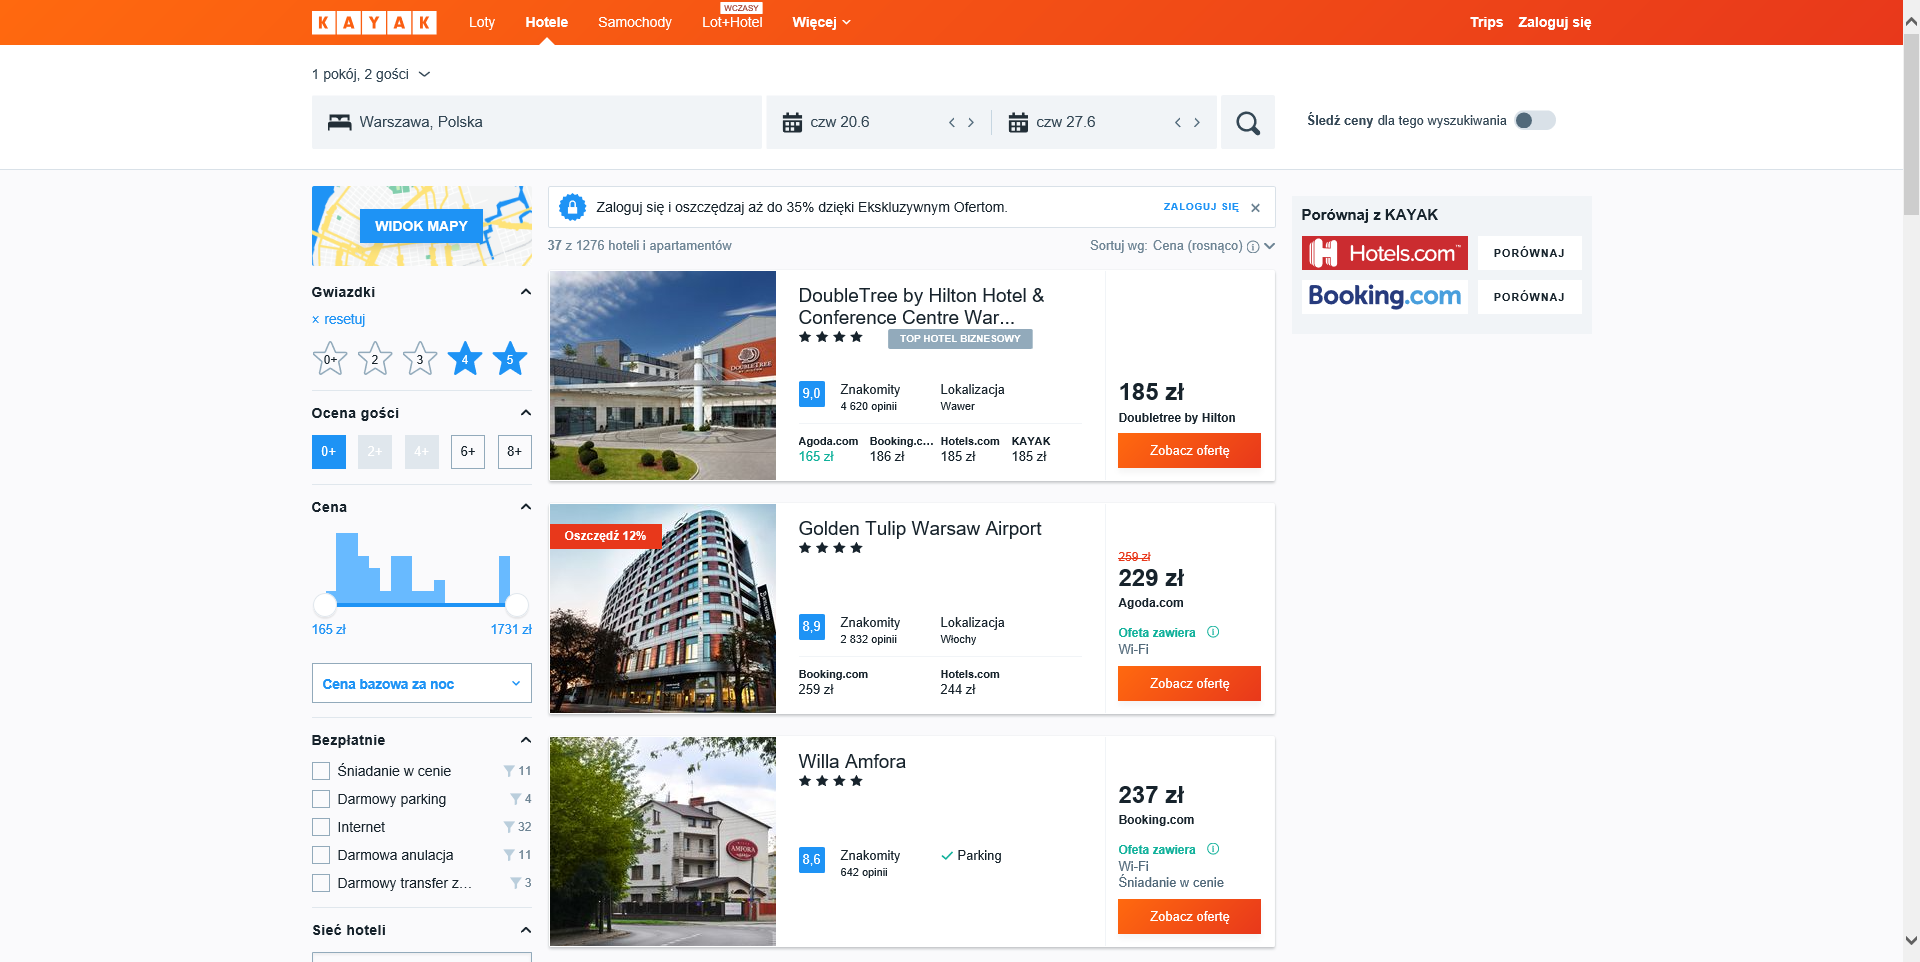 KAYAK
Loty
Hotele
Samochody
WCZASY
Lot+Hotel
Więcej
Trips
Zaloguj się
1 pokój, 2 gości
Warszawa, Polska
czw 20.6
czw 27.6
Śledź ceny dla tego wyszukiwania
WIDOK MAPY
Gwiazdki
× resetuj
0+ 2 3 4 5
Ocena gości
0+ 2+ 4+ 6+ 8+
Cena
165 zł 1731 zł
Cena bazowa za noc
Bezpłatnie
Śniadanie w cenie 11
Darmowy parking 4
Internet 32
Darmowa anulacja 11
Darmowy transfer z... 3
Sieć hoteli
Zaloguj się i oszczędzaj aż do 35% dzięki Ekskluzywnym Ofertom.
ZALOGUJ SIĘ
37 z 1276 hoteli i apartamentów
Sortuj wg: Cena (rosnąco)
DoubleTree by Hilton Hotel &
Conference Centre War...
TOP HOTEL BIZNESOWY
DOUBLETREE
9,0
Znakomity
4 620 opinii
Lokalizacja
Wawer
Agoda.com Booking.c... Hotels.com KAYAK
165 zł 186 zł 185 zł 185 zł
185 zł
Doubletree by Hilton
Zobacz ofertę
Oszczędź 12%
Golden Tulip Warsaw Airport
8,9
Znakomity
2 832 opinii
Lokalizacja
Włochy
Booking.com Hotels.com
259 zł 244 zł
259 zł
229 zł
Agoda.com
Ofeta zawiera
Wi-Fi
Zobacz ofertę
AMFORA
Willa Amfora
8,6
Znakomity
642 opinii
Parking
237 zł
Booking.com
Ofeta zawiera
Wi-Fi
Śniadanie w cenie
Zobacz ofertę
Porównaj z KAYAK
Hotels.com™ PORÓWNAJ
Booking.com PORÓWNAJ